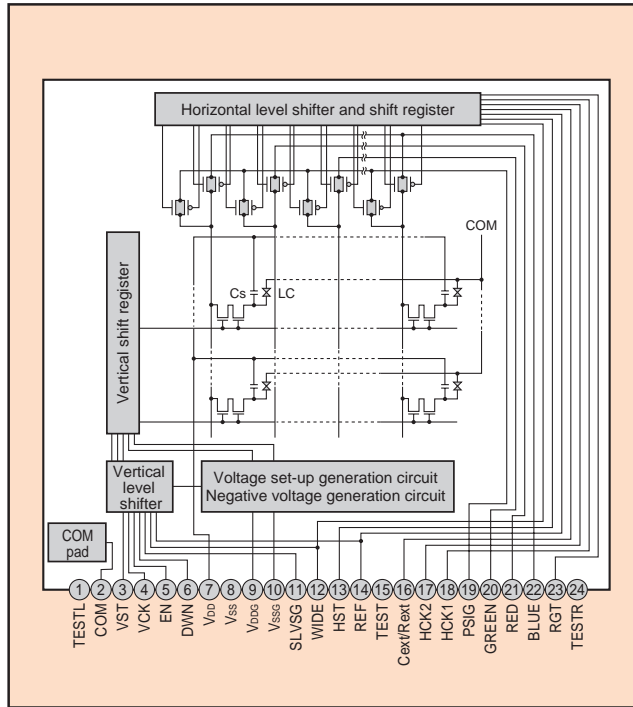 Horizontal level shifter and shift register
COM
Cs
LC
Vertical shift register
Vertical
level
shifter
Voltage set-up generation circuit
Negative voltage generation circuit
COM
pad
1 2 3 4 5 6 7 8 9 10 11 12 13 14 15 16 17 18 19 20 21 22 23 24
TESTL
COM
VST
VCK
EN
DWN
VDD
VSS
VDDG
VSSG
SLVSG
WIDE
HST
REF
TEST
Cext/Rext
HCK2
HCK1
PSIG
GREEN
RED
BLUE
RGT
TESTR